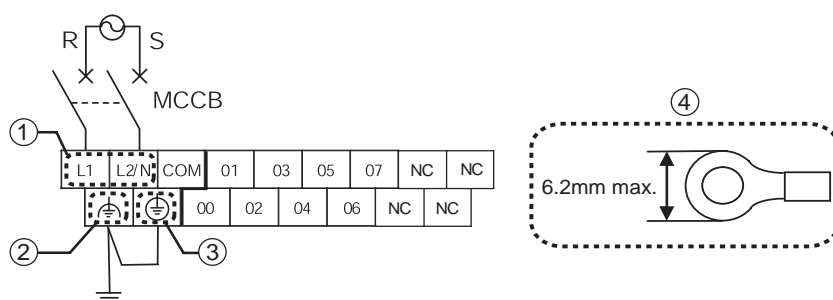 R S
MCCB
①
④
L1 L2/N COM 01 03 05 07 NC NC
6.2mm max.
00 02 04 06 NC NC
② ③